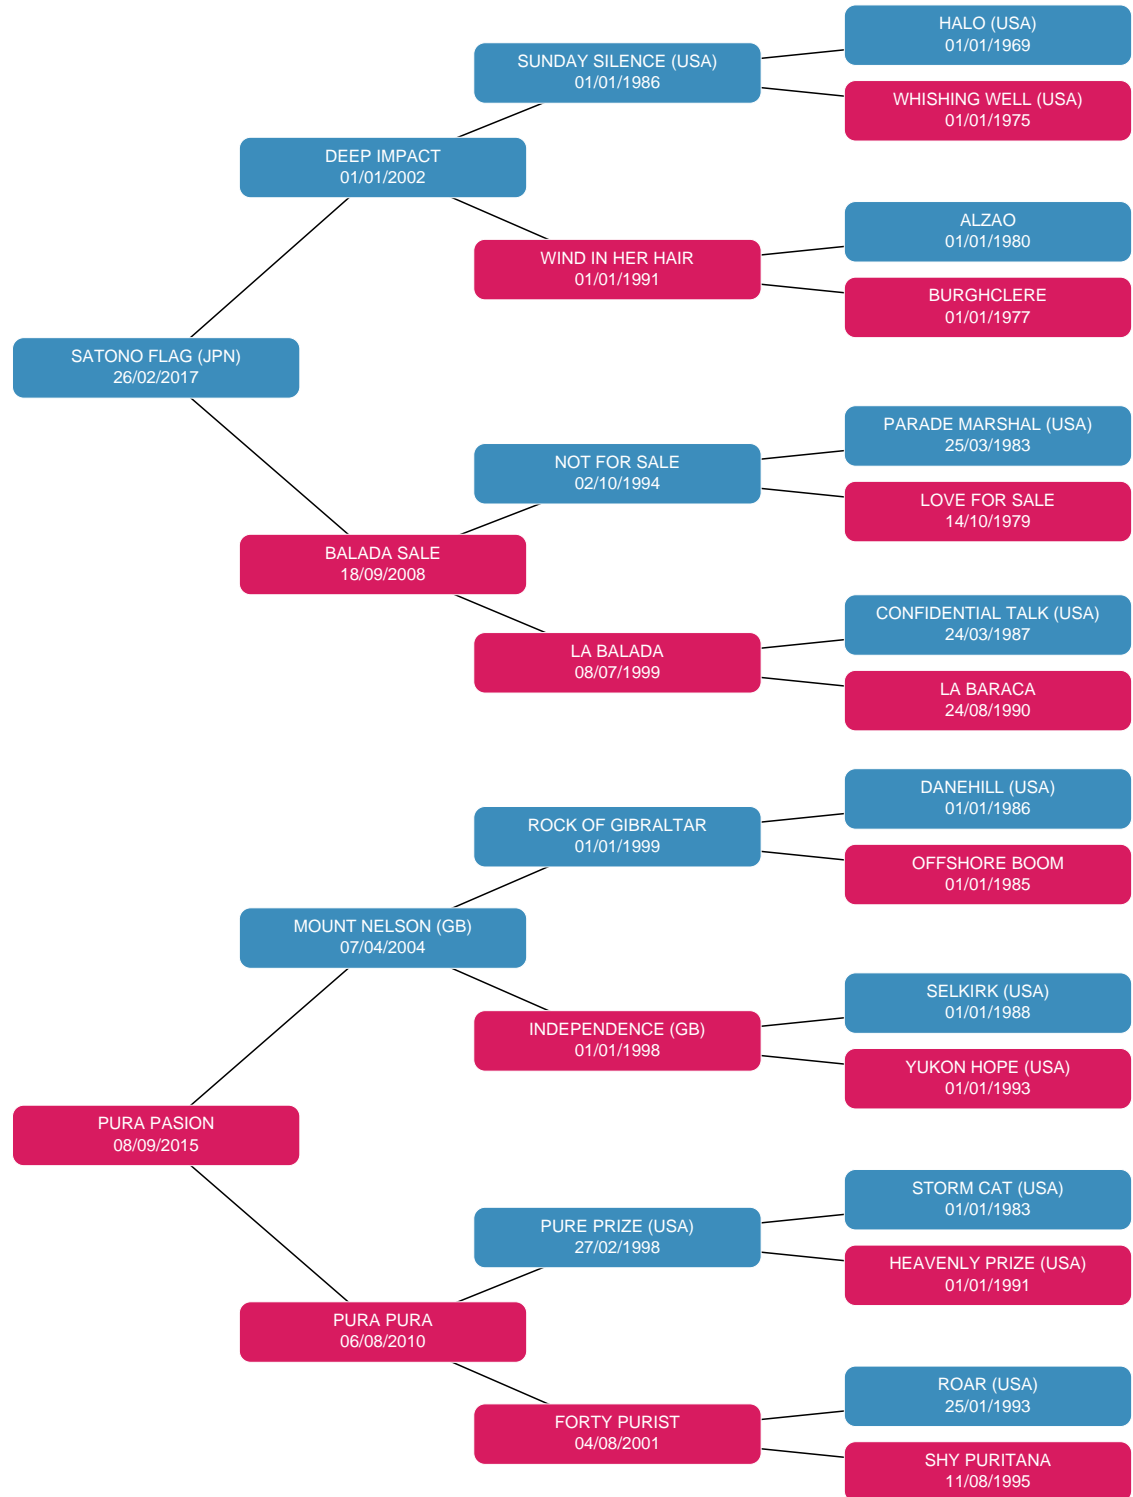 HALO (USA)
01/01/1969
SUNDAY SILENCE (USA)
01/01/1986
WHISHING WELL (USA)
01/01/1975
DEEP IMPACT
01/01/2002
ALZAO
01/01/1980
WIND IN HER HAIR
01/01/1991
BURGHCLERE
01/01/1977
SATONO FLAG (JPN)
26/02/2017
PARADE MARSHAL (USA)
25/03/1983
NOT FOR SALE
02/10/1994
LOVE FOR SALE
14/10/1979
BALADA SALE
18/09/2008
CONFIDENTIAL TALK (USA)
24/03/1987
LA BALADA
08/07/1999
LA BARACA
24/08/1990
DANEHILL (USA)
01/01/1986
ROCK OF GIBRALTAR
01/01/1999
OFFSHORE BOOM
01/01/1985
MOUNT NELSON (GB)
07/04/2004
SELKIRK (USA)
01/01/1988
INDEPENDENCE (GB)
01/01/1998
YUKON HOPE (USA)
01/01/1993
PURA PASION
08/09/2015
STORM CAT (USA)
01/01/1983
PURE PRIZE (USA)
27/02/1998
HEAVENLY PRIZE (USA)
01/01/1991
PURA PURA
06/08/2010
ROAR (USA)
25/01/1993
FORTY PURIST
04/08/2001
SHY PURITANA
11/08/1995